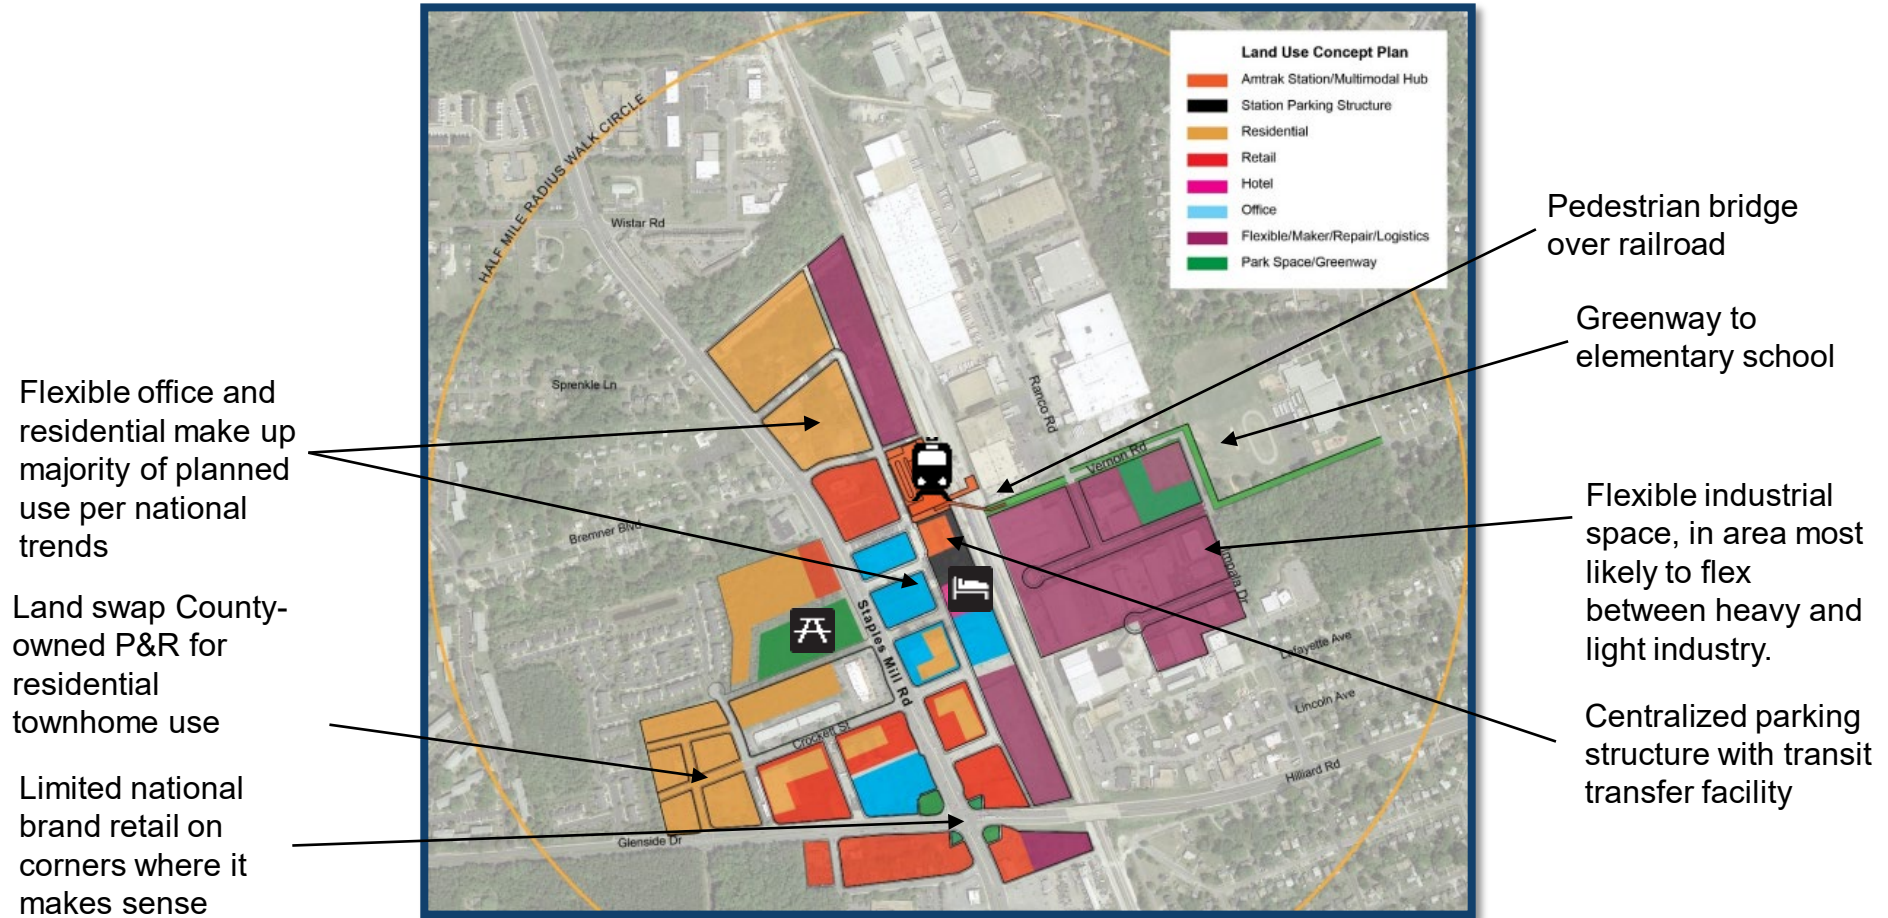 Land Use Concept Plan
Amtrak Station/Multimodal Hub
Station Parking Structure
Residential
Retail
Hotel
Office
Flexible/Maker/Repair/Logistics
Park Space/Greenway
HALF MILE RADIUS WALK CIRCLE
Wistar Rd
Sprenkle Ln
Ranco Rd
Vernon Rd
Bremner Blvd
Impala Dr
Staples Mill Rd
Lafayette Ave
Lincoln Ave
Crockett St
Hilliard Rd
Glenside Dr
Flexible office and
residential make up
majority of planned
use per national
trends
Land swap County-
owned P&R for
residential
townhome use
Limited national
brand retail on
corners where it
makes sense
Pedestrian bridge
over railroad
Greenway to
elementary school
Flexible industrial
space, in area most
likely to flex
between heavy and
light industry.
Centralized parking
structure with transit
transfer facility